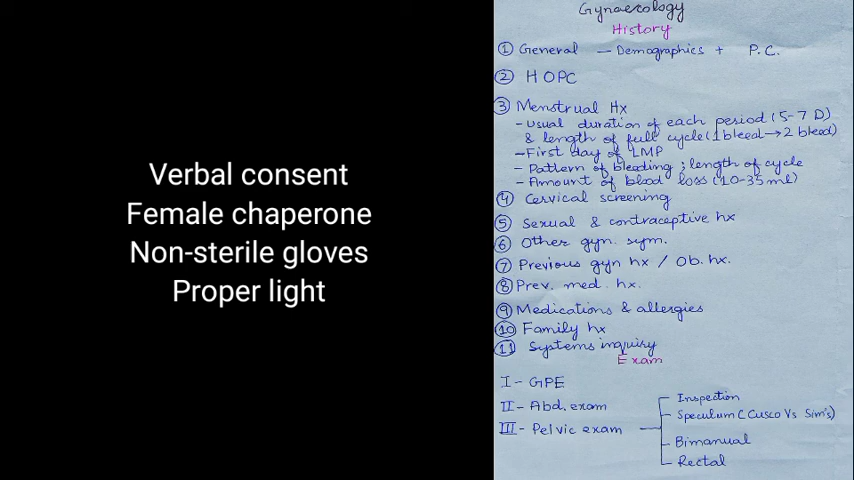 Verbal consent
Female chaperone
Non-sterile gloves
Proper light
Gynaecology
History
① General — Demographics + P.C.
② HOPC
③ Menstrual Hx
- Usual duration of each period (5-7 D)
& length of full cycle (1 bleed → 2 bleed)
- First day of LMP
- Pattern of bleeding ; length of cycle
- Amount of blood loss (10-35 ml)
④ Cervical screening
⑤ Sexual & contraceptive hx
⑥ Other gyn. sym.
⑦ Previous gyn hx / Ob. hx.
⑧ Prev. med. hx.
⑨ Medications & allergies
⑩ Family hx
⑪ Systems inquiry
Exam
I - GPE
II - Abd. exam
III - Pelvic exam
Inspection
Speculum (Cusco Vs Sim's)
Bimanual
Rectal